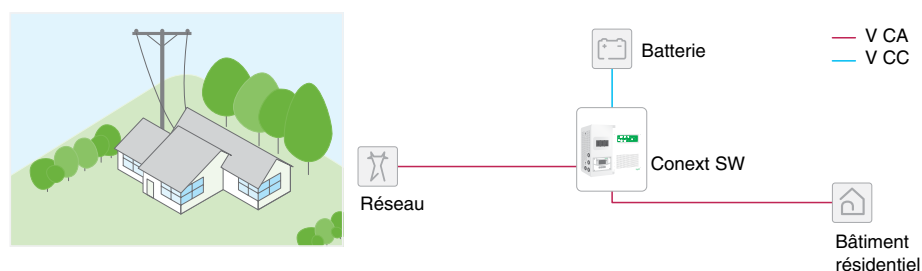 V CA
V CC
Batterie
Conext SW
Réseau
Bâtiment
résidentiel